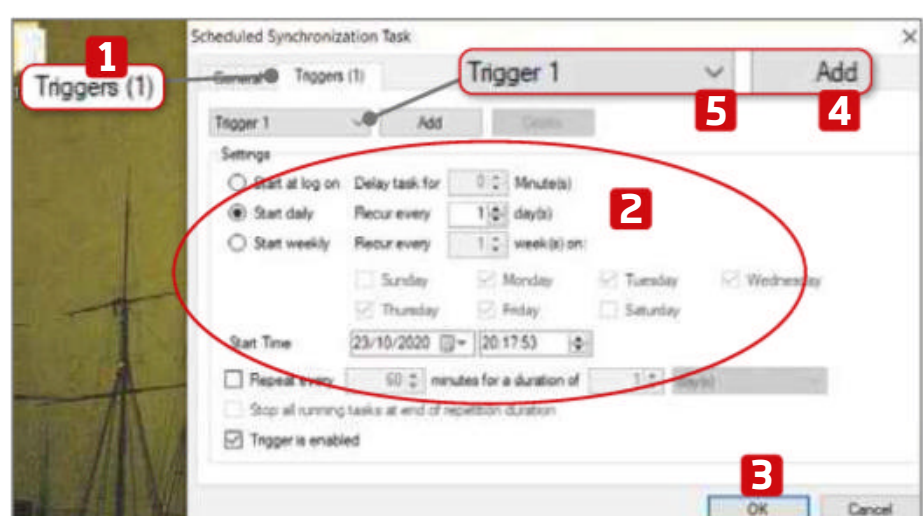 Scheduled Synchronization Task
1
Triggers (1)
General
Triggers (1)
Trigger 1
Add
5
4
Trigger 1
Add
Delete
Settings
Start at log on Delay task for 0 Minute(s)
Start daily Recur every 1 day(s)
2
Start weekly Recur every 1 week(s) on:
Sunday Monday Tuesday Wednesday
Thursday Friday Saturday
Start Time 23/10/2020 20:17:53
Repeat every 60 minutes for a duration of 1 day(s)
Stop all running tasks at end of repetition duration
Trigger is enabled
3
OK Cancel